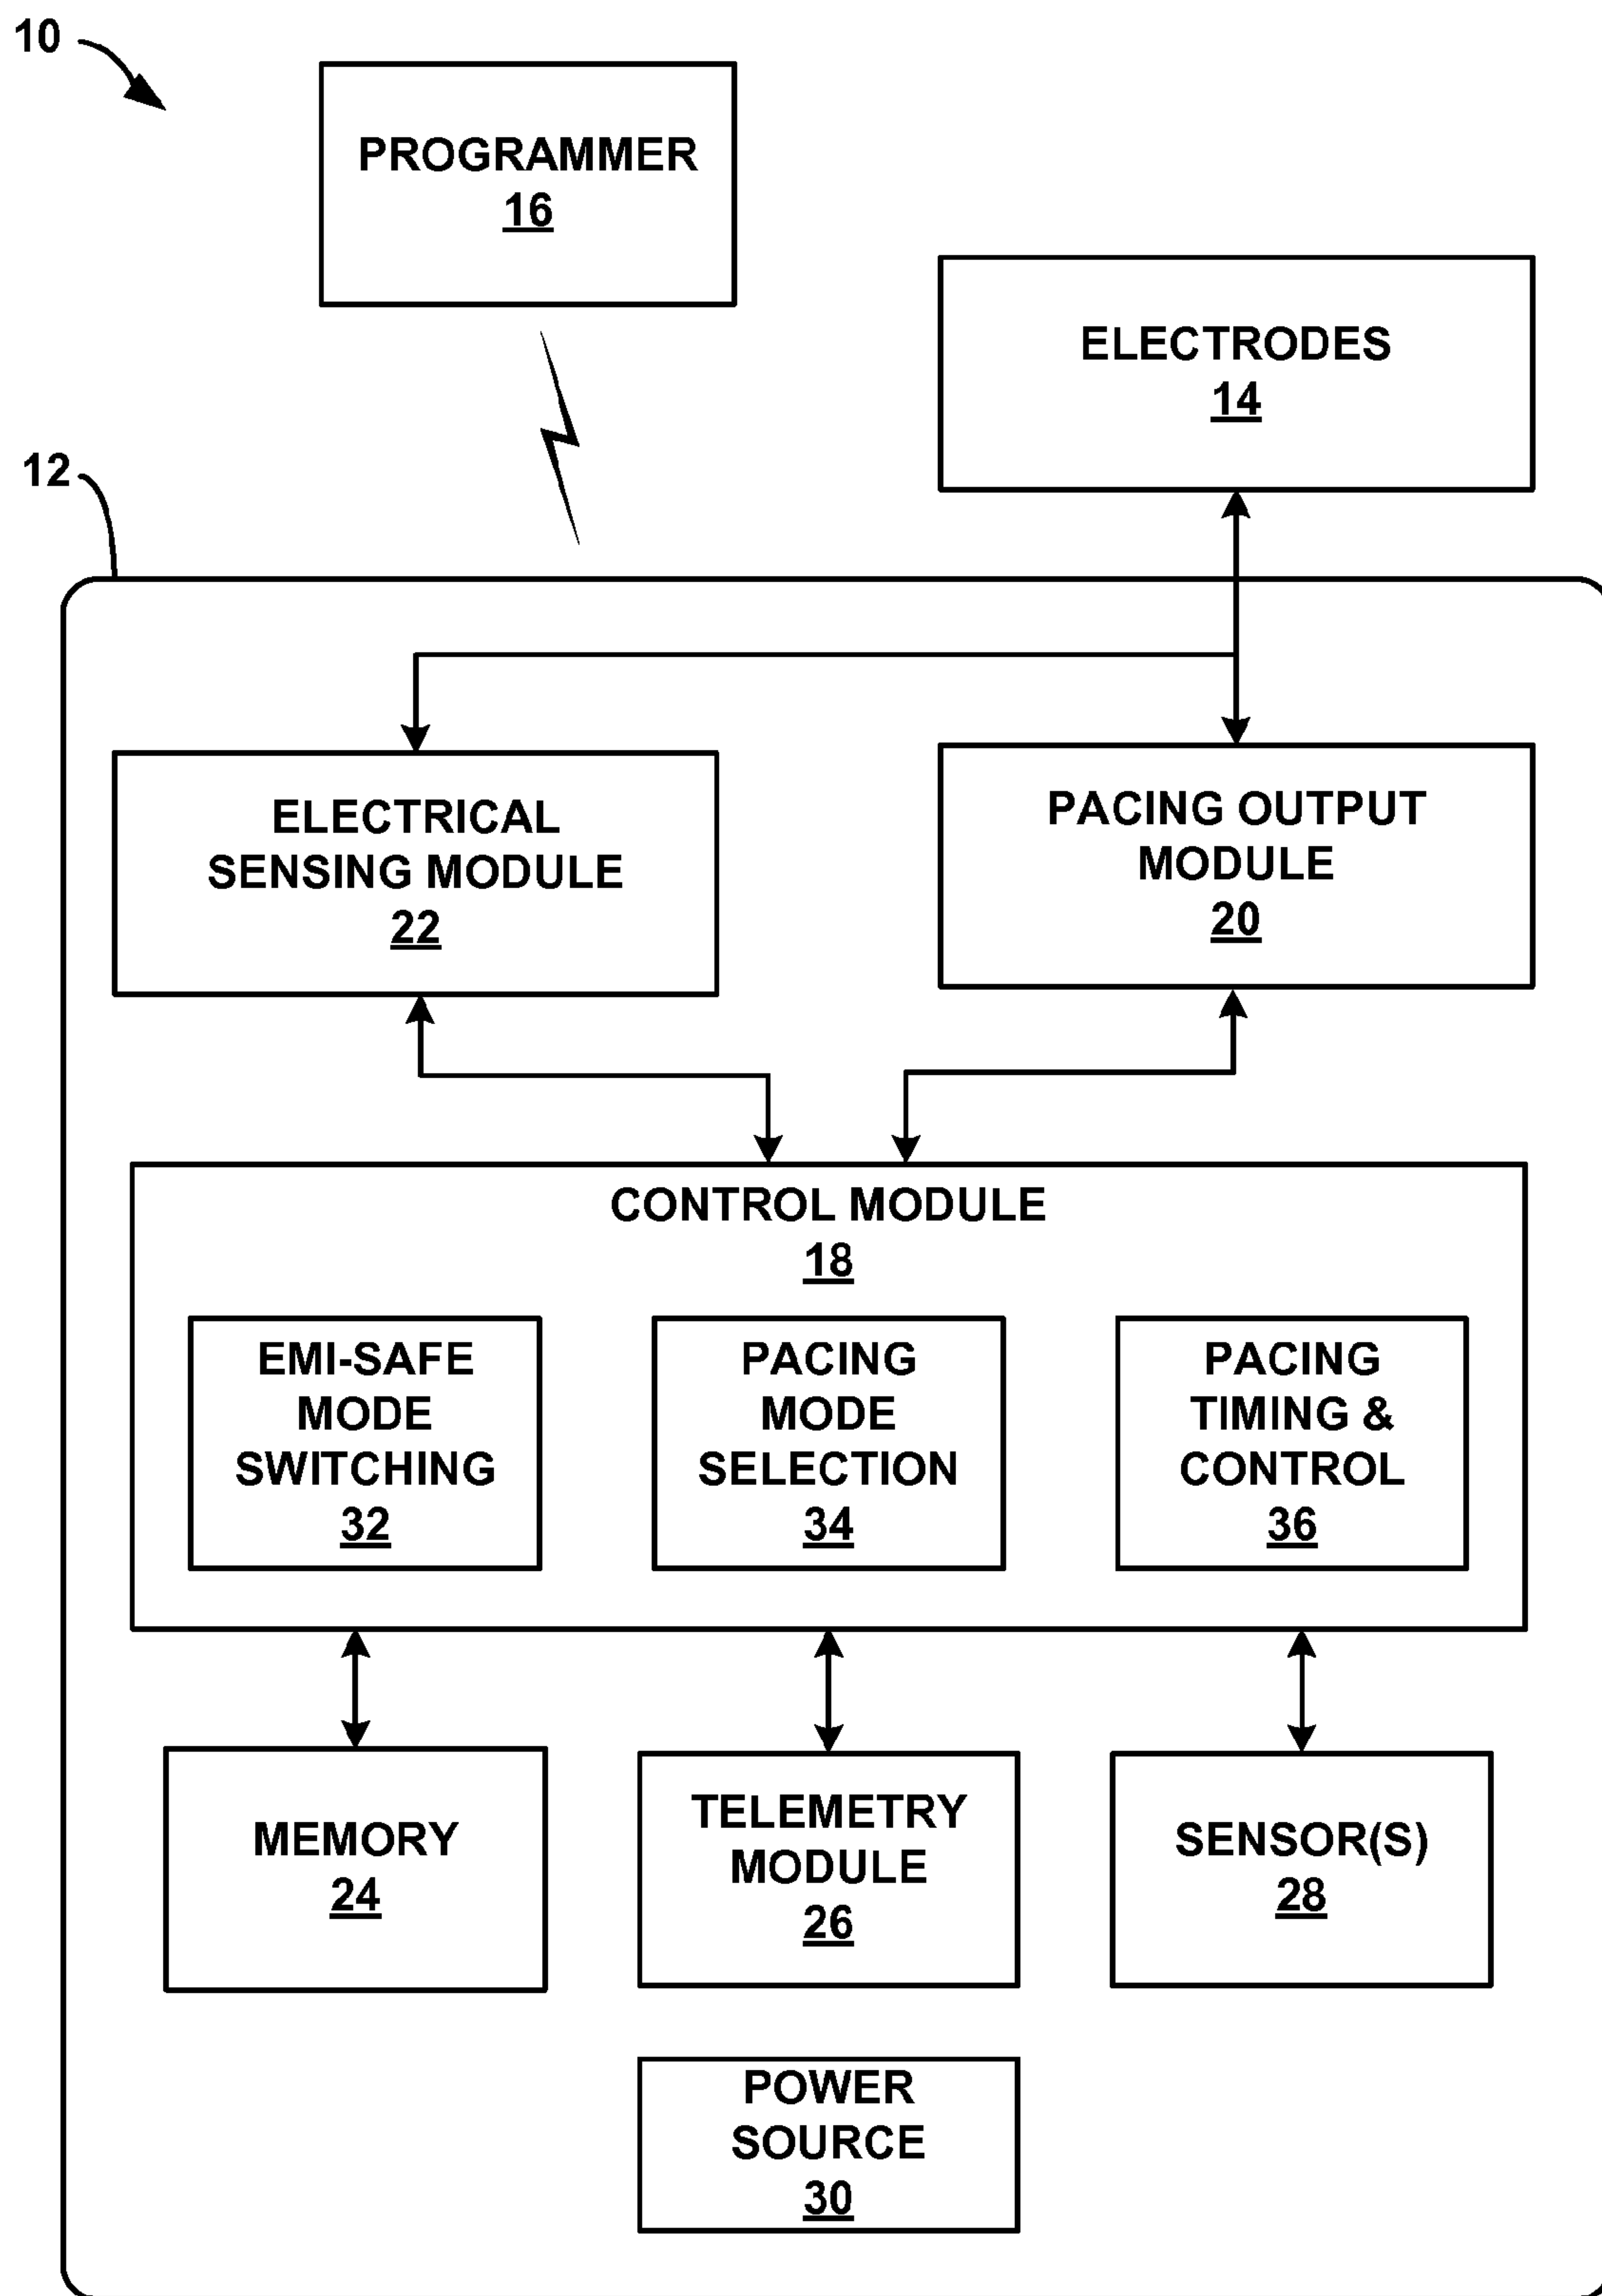 10
PROGRAMMER
16
ELECTRODES
14
12
ELECTRICAL
SENSING MODULE
22
PACING OUTPUT
MODULE
20
CONTROL MODULE
18
EMI-SAFE
MODE
SWITCHING
32
PACING
MODE
SELECTION
34
PACING
TIMING &
CONTROL
36
MEMORY
24
TELEMETRY
MODULE
26
SENSOR(S)
28
POWER
SOURCE
30